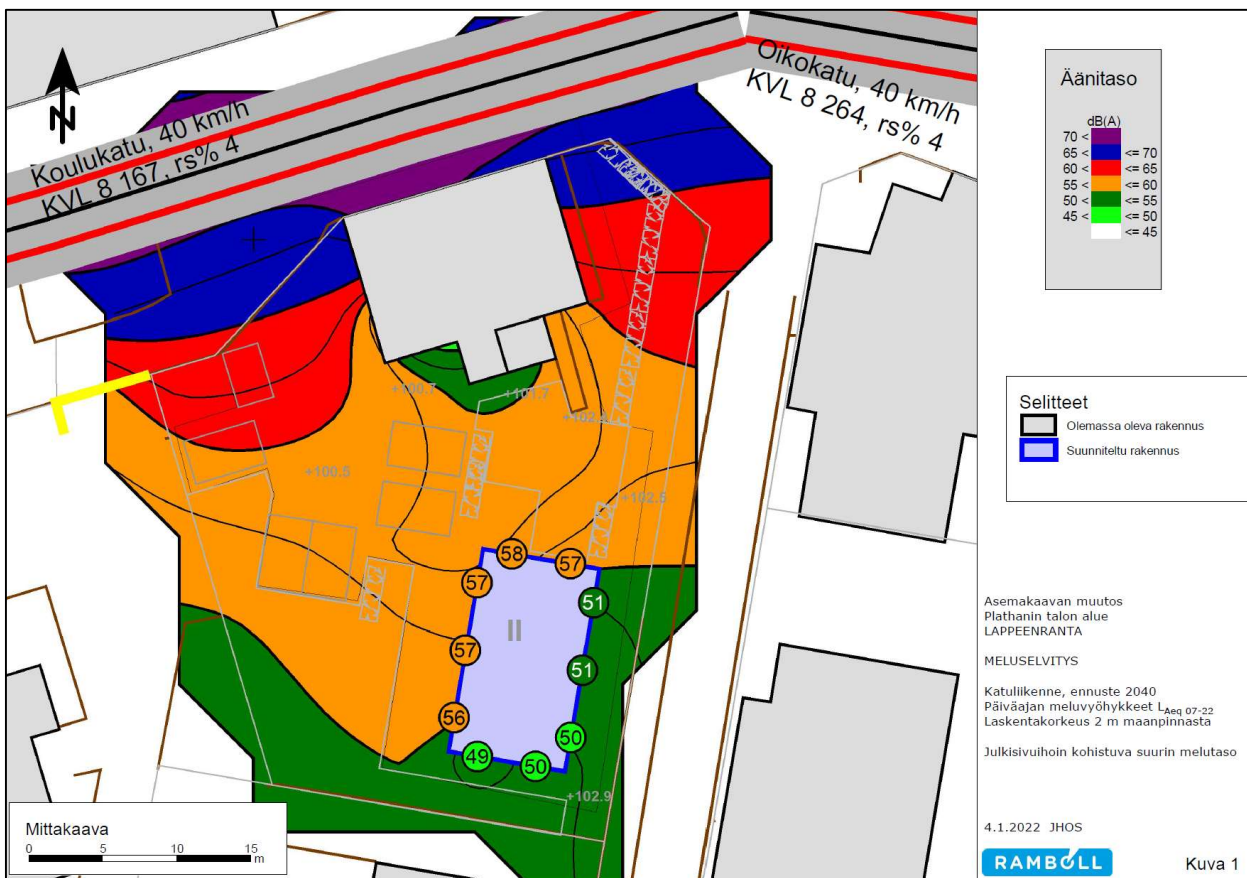 N
Koulukatu, 40 km/h
KVL 8 167, rs% 4
Oikokatu, 40 km/h
KVL 8 264, rs% 4
+100.7
+101.7
+100.5
+102.5
58
57
57
51
II
57
51
56
50
49
50
+102.9
Mittakaava
0 5 10 15
m
Äänitaso
dB(A)
70 <
65 < <= 70
60 < <= 65
55 < <= 60
50 < <= 55
45 < <= 50
<= 45
Selitteet
Olemassa oleva rakennus
Suunniteltu rakennus
Asemakaavan muutos
Plathanin talon alue
LAPPEENRANTA
MELUSELVITYS
Katuliikenne, ennuste 2040
Päiväajan meluvyöhykkeet LAeq 07-22
Laskentakorkeus 2 m maanpinnasta
Julkisivuihin kohistuva suurin melutaso
4.1.2022 JHOS
RAMBOLL
Kuva 1